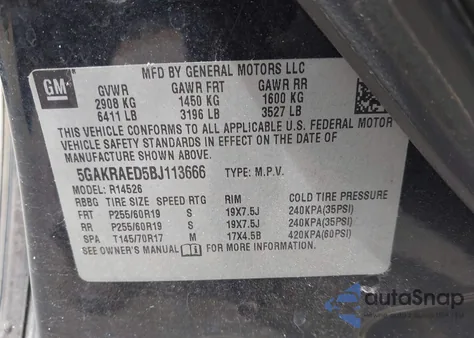 GM
MFD BY GENERAL MOTORS LLC
GVWR GAWR FRT GAWR RR
2908 KG 1450 KG 1600 KG
6411 LB 3196 LB 3527 LB
THIS VEHICLE CONFORMS TO ALL APPLICABLE U.S. FEDERAL MOTOR
VEHICLE SAFETY STANDARDS IN EFFECT ON THE DATE OF
MANUFACTURE SHOWN ABOVE.
5GAKRAED5BJ113666 TYPE: M.P.V.
MODEL: R14526
RBBG TIRE SIZE SPEED RTG RIM COLD TIRE PRESSURE
FRT P255/60R19 S 19X7.5J 240KPA(35PSI)
RR P255/60R19 S 19X7.5J 240KPA(35PSI)
SPA T145/70R17 M 17X4.5B 420KPA(60PSI)
SEE OWNER'S MANUAL FOR MORE INFORMATION.
autoSnap